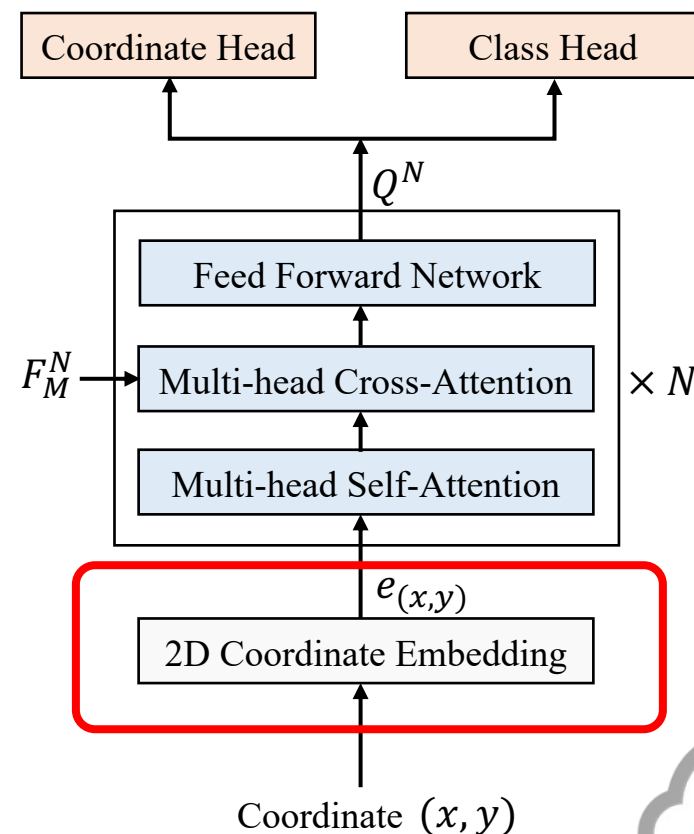 Coordinate Head
Class Head
Q^N
Feed Forward Network
F_M^N
Multi-head Cross-Attention
× N
Multi-head Self-Attention
e_(x,y)
2D Coordinate Embedding
Coordinate (x, y)